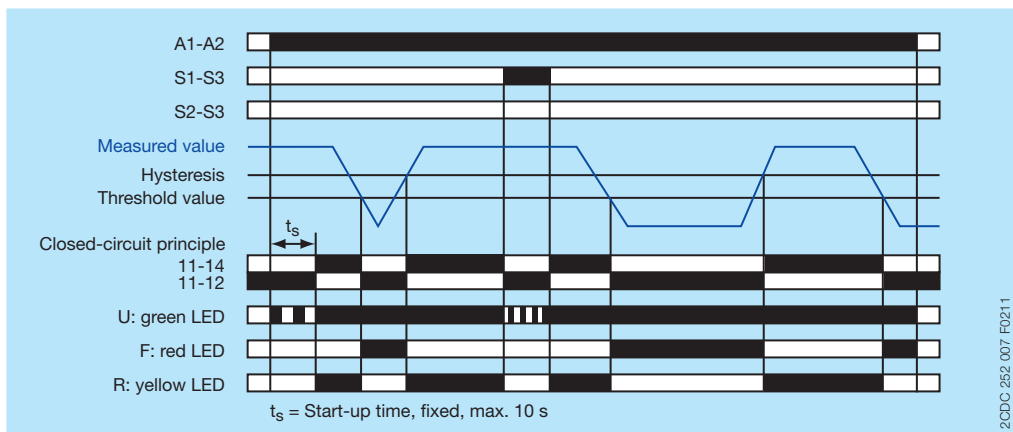 A1-A2
S1-S3
S2-S3
Measured value
Hysteresis
Threshold value
ts
Closed-circuit principle
11-14
11-12
U: green LED
F: red LED
R: yellow LED
ts = Start-up time, fixed, max. 10 s
2CDC 252 007 F0211